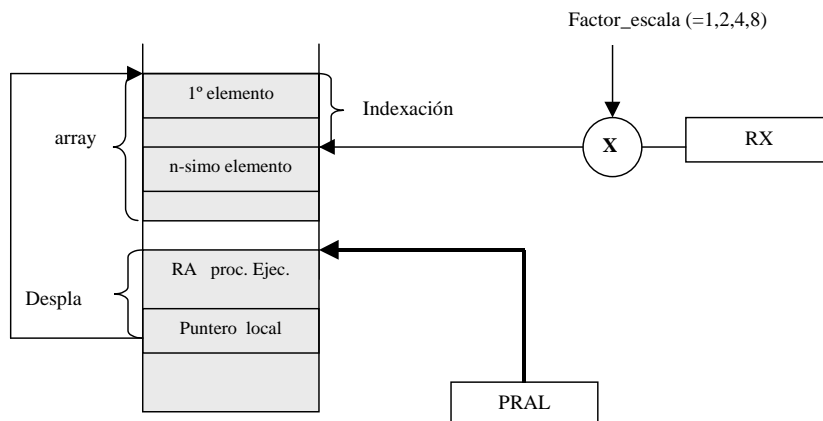 Factor_escala (=1,2,4,8)
1º elemento
Indexación
array
X
RX
n-simo elemento
RA proc. Ejec.
Despla
Puntero local
PRAL